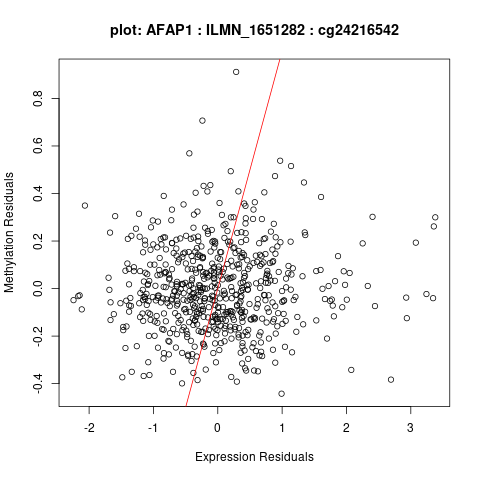 plot: AFAP1 : ILMN_1651282 : cg24216542
Methylation Residuals
0.8
0.6
0.4
0.2
0.0
-0.2
-0.4
-2 -1 0 1 2 3
Expression Residuals